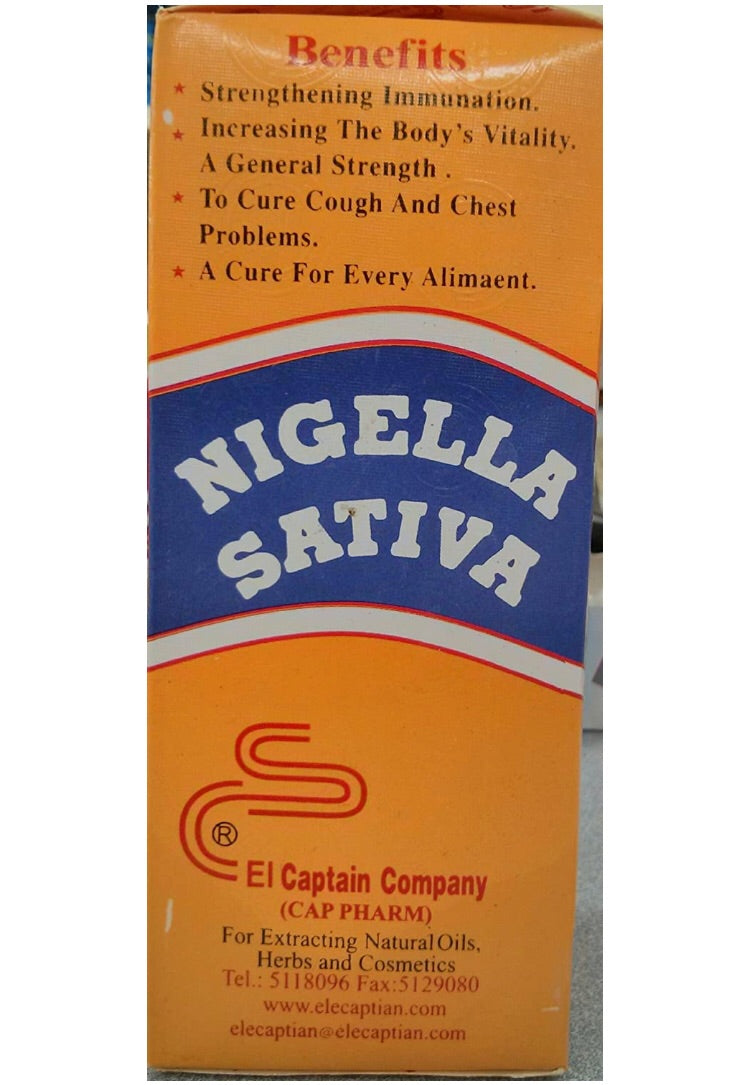 Benefits
★ Strengthening Immunation.
★ Increasing The Body's Vitality.
A General Strength .
★ To Cure Cough And Chest
Problems.
★ A Cure For Every Alimaent.
NIGELLA
SATIVA
®
El Captain Company
(CAP PHARM)
For Extracting Natural Oils,
Herbs and Cosmetics
Tel.: 5118096 Fax:5129080
www.elecaptian.com
elecaptian@elecaptian.com